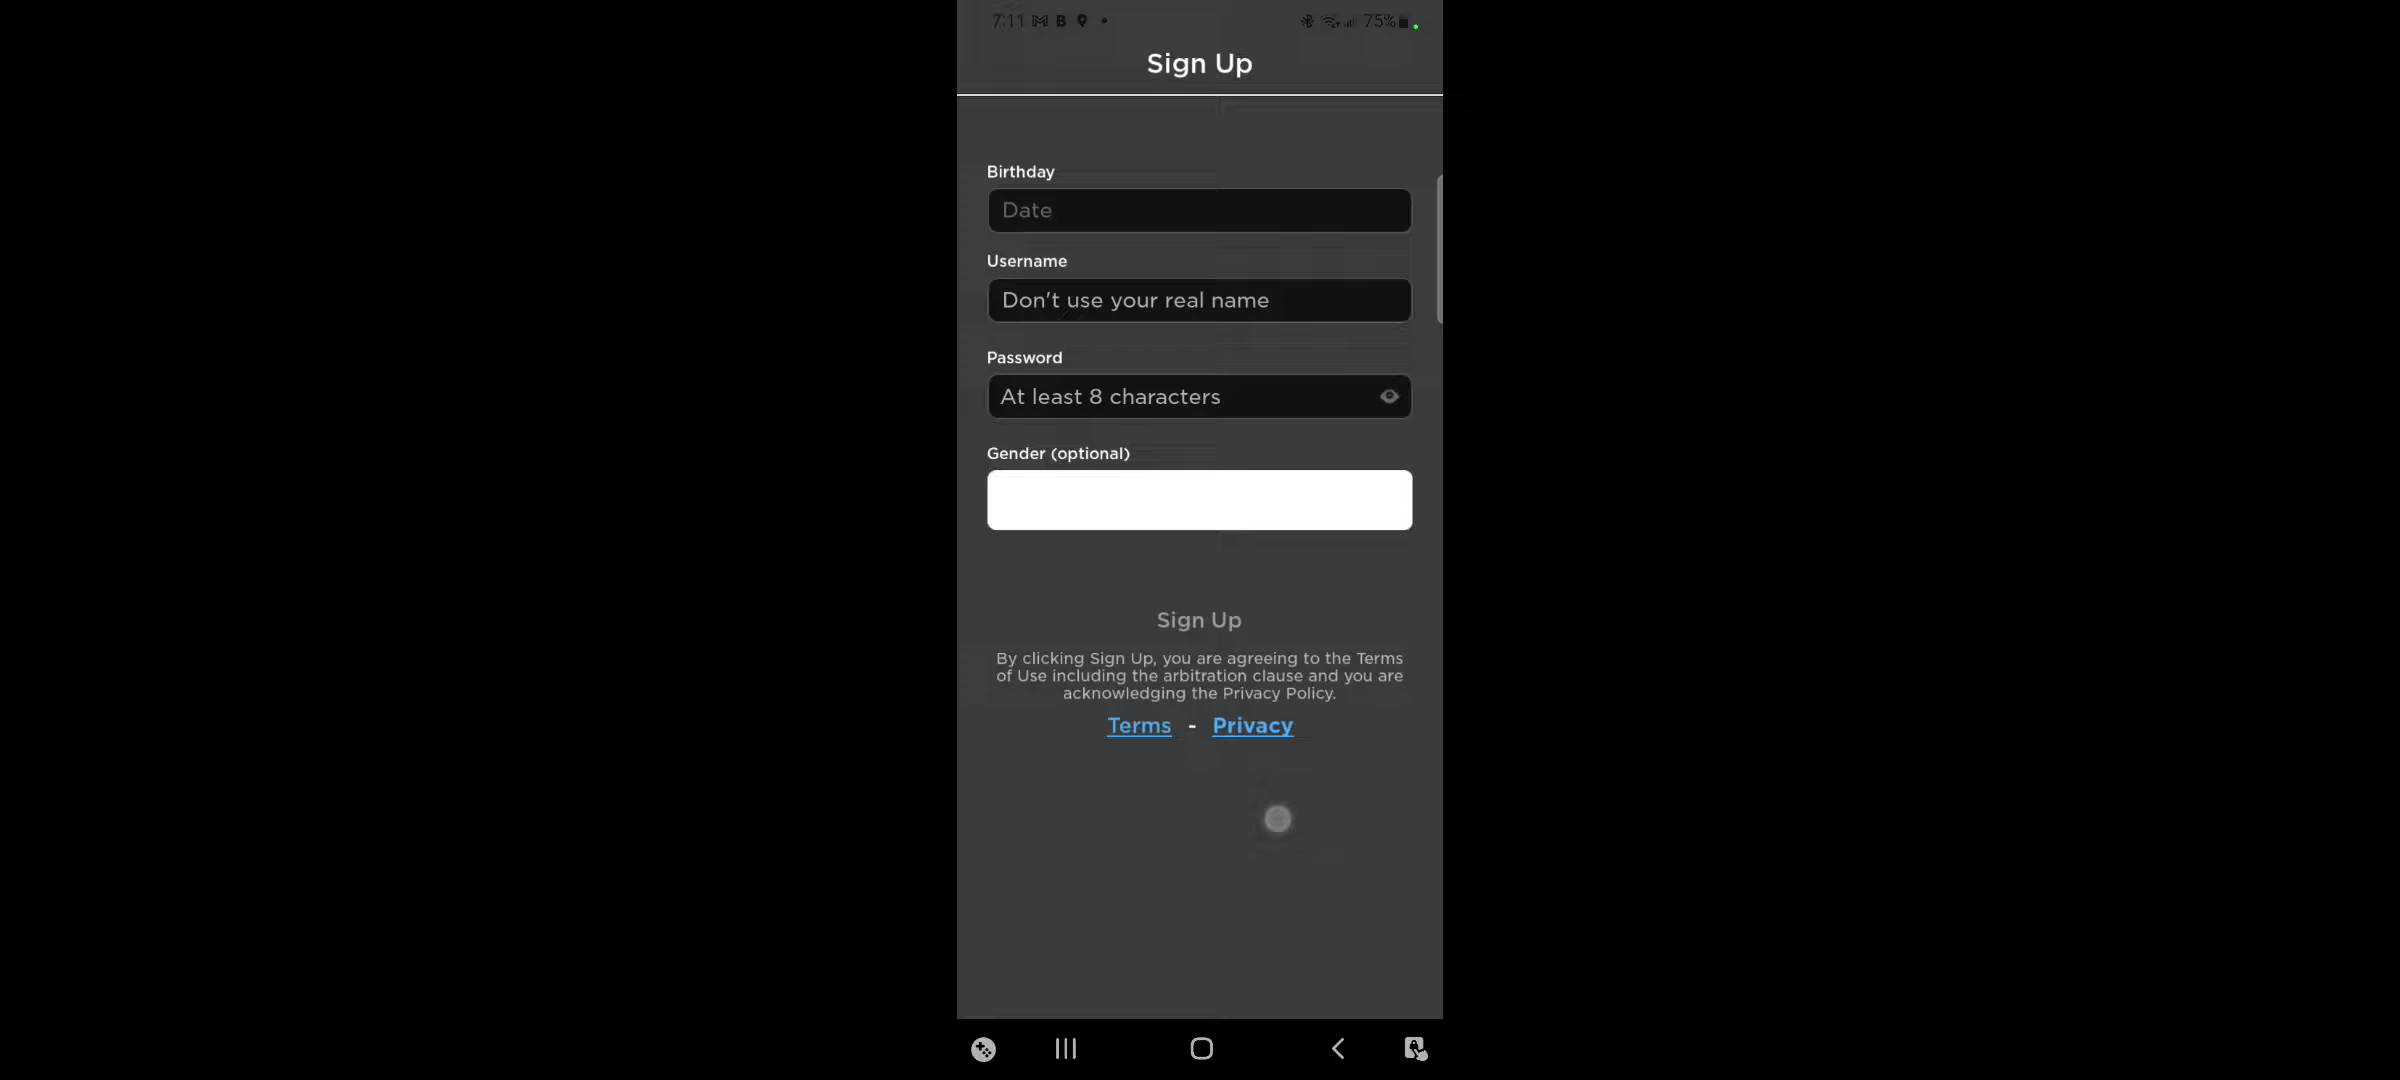 7:11 M B 75%
Sign Up
Birthday
Date
Username
Don't use your real name
Password
At least 8 characters
Gender (optional)
Sign Up
By clicking Sign Up, you are agreeing to the Terms
of Use including the arbitration clause and you are
acknowledging the Privacy Policy.
Terms - Privacy